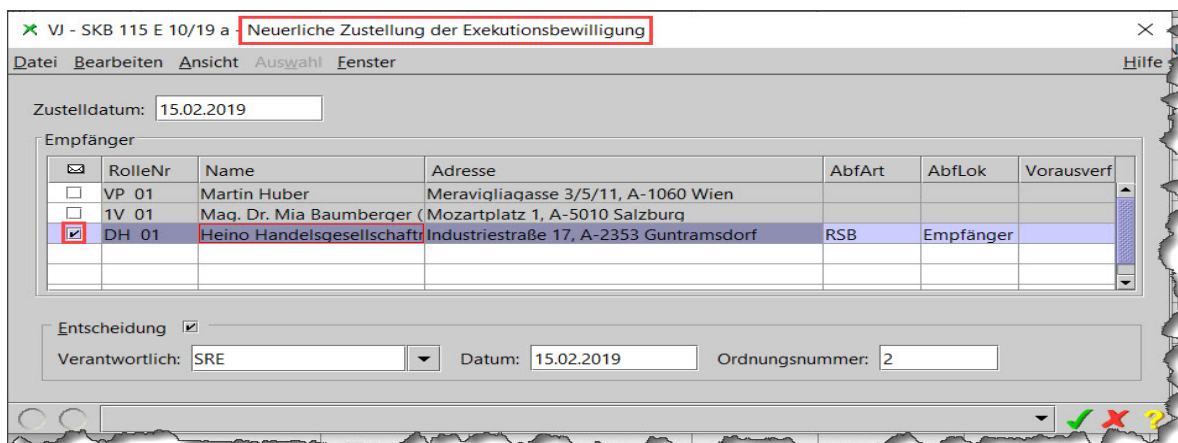 VJ - SKB 115 E 10/19 a - Neuerliche Zustellung der Exekutionsbewilligung
Datei Bearbeiten Ansicht Auswahl Fenster Hilfe
Zustelldatum: 15.02.2019
Empfänger
RolleNr Name Adresse AbfArt AbfLok Vorausverf
VP 01 Martin Huber Meravigliagasse 3/5/11, A-1060 Wien
1V 01 Mag. Dr. Mia Baumberger ( Mozartplatz 1, A-5010 Salzburg
DH 01 Heino Handelsgesellschaftr Industriestraße 17, A-2353 Guntramsdorf RSB Empfänger
Entscheidung
Verantwortlich: SRE Datum: 15.02.2019 Ordnungsnummer: 2